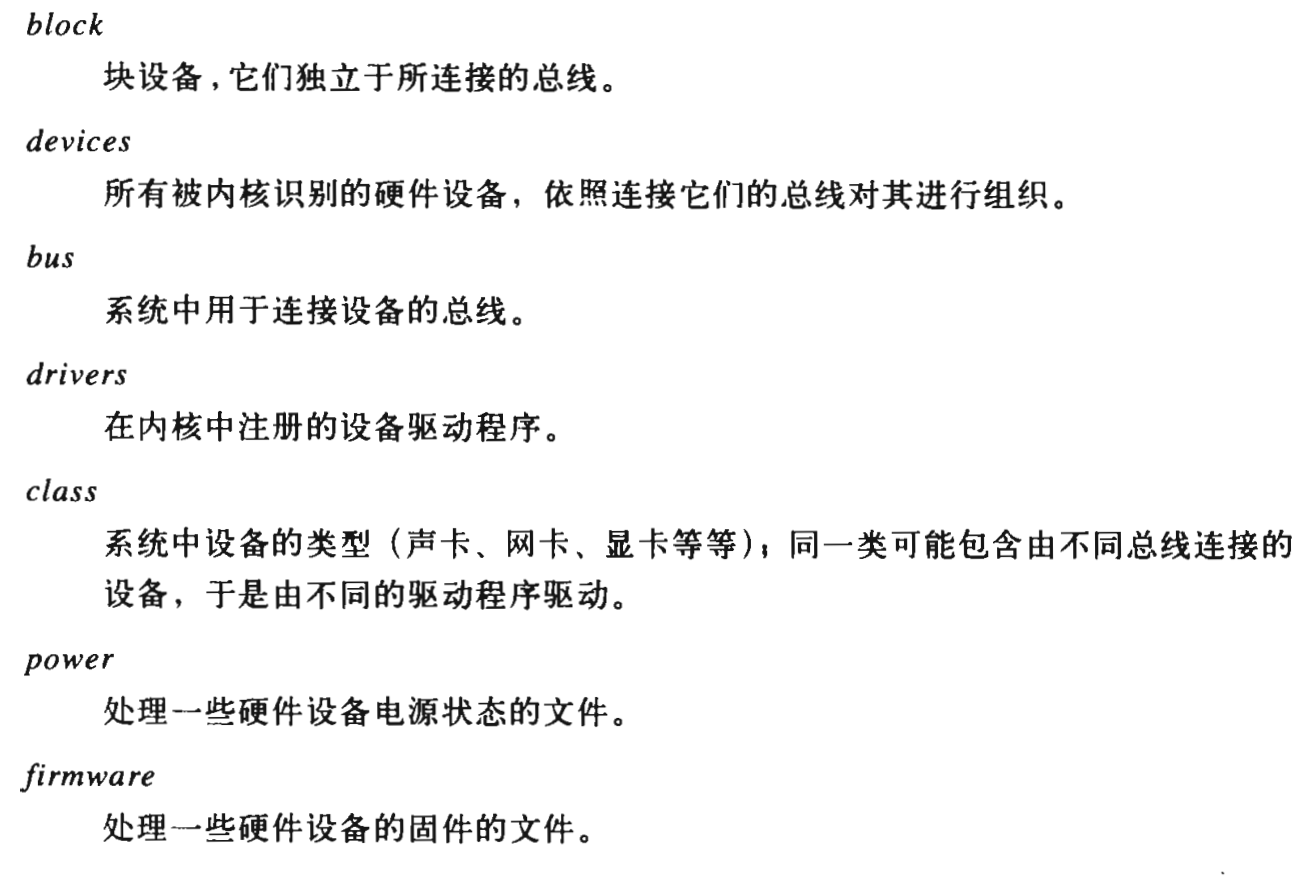 block
块设备,它们独立于所连接的总线。
devices
所有被内核识别的硬件设备，依照连接它们的总线对其进行组织。
bus
系统中用于连接设备的总线。
drivers
在内核中注册的设备驱动程序。
class
系统中设备的类型（声卡、网卡、显卡等等）；同一类可能包含由不同总线连接的
设备，于是由不同的驱动程序驱动。
power
处理一些硬件设备电源状态的文件。
firmware
处理一些硬件设备的固件的文件。